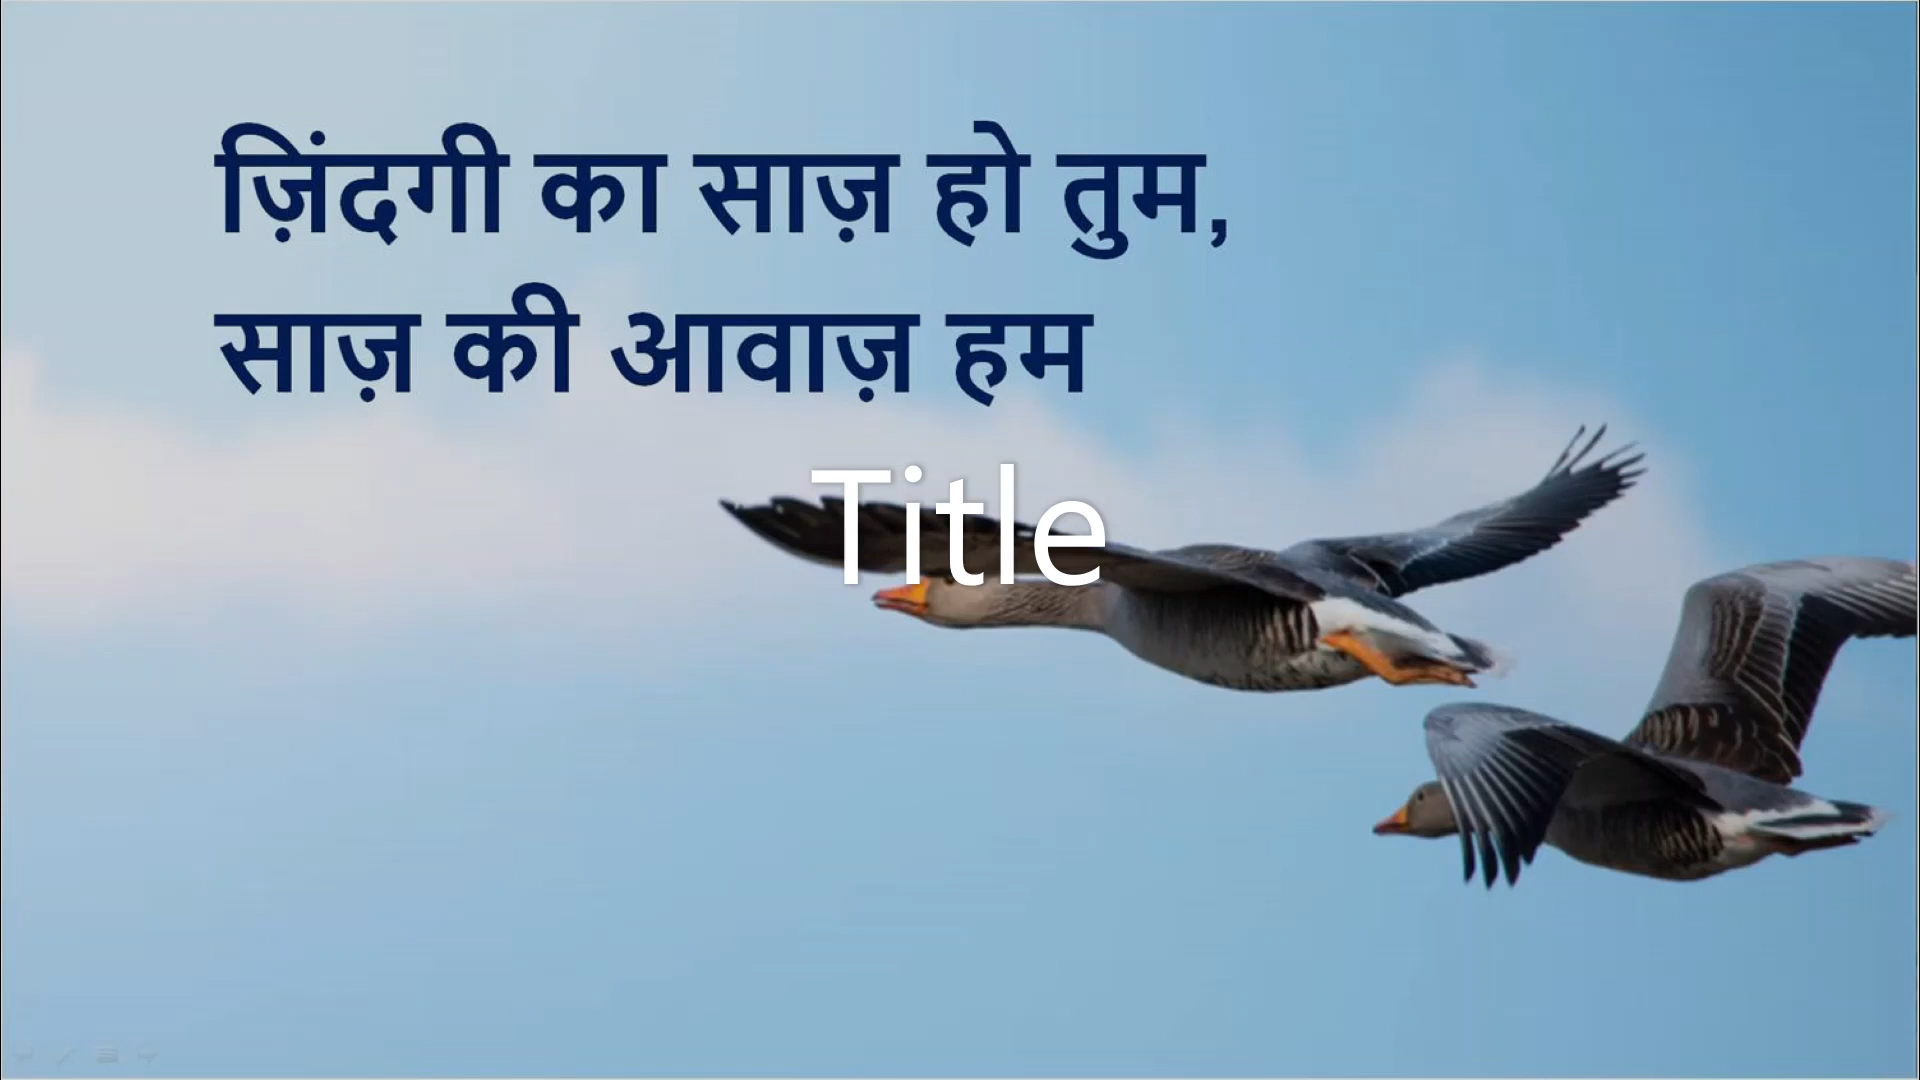 ज़िंदगी का साज़ हो तुम,
साज़ की आवाज़ हम
Title